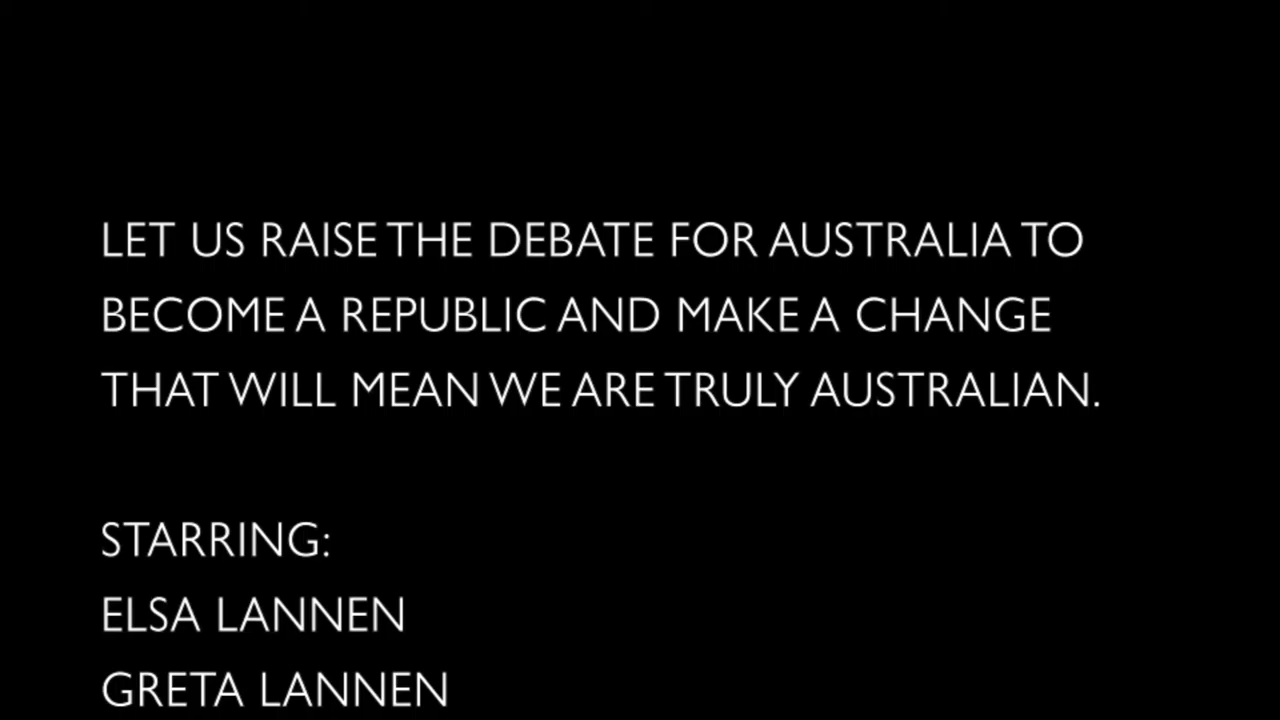 LET US RAISE THE DEBATE FOR AUSTRALIA TO
BECOME A REPUBLIC AND MAKE A CHANGE
THAT WILL MEAN WE ARE TRULY AUSTRALIAN.
STARRING:
ELSA LANNEN
GRETA LANNEN